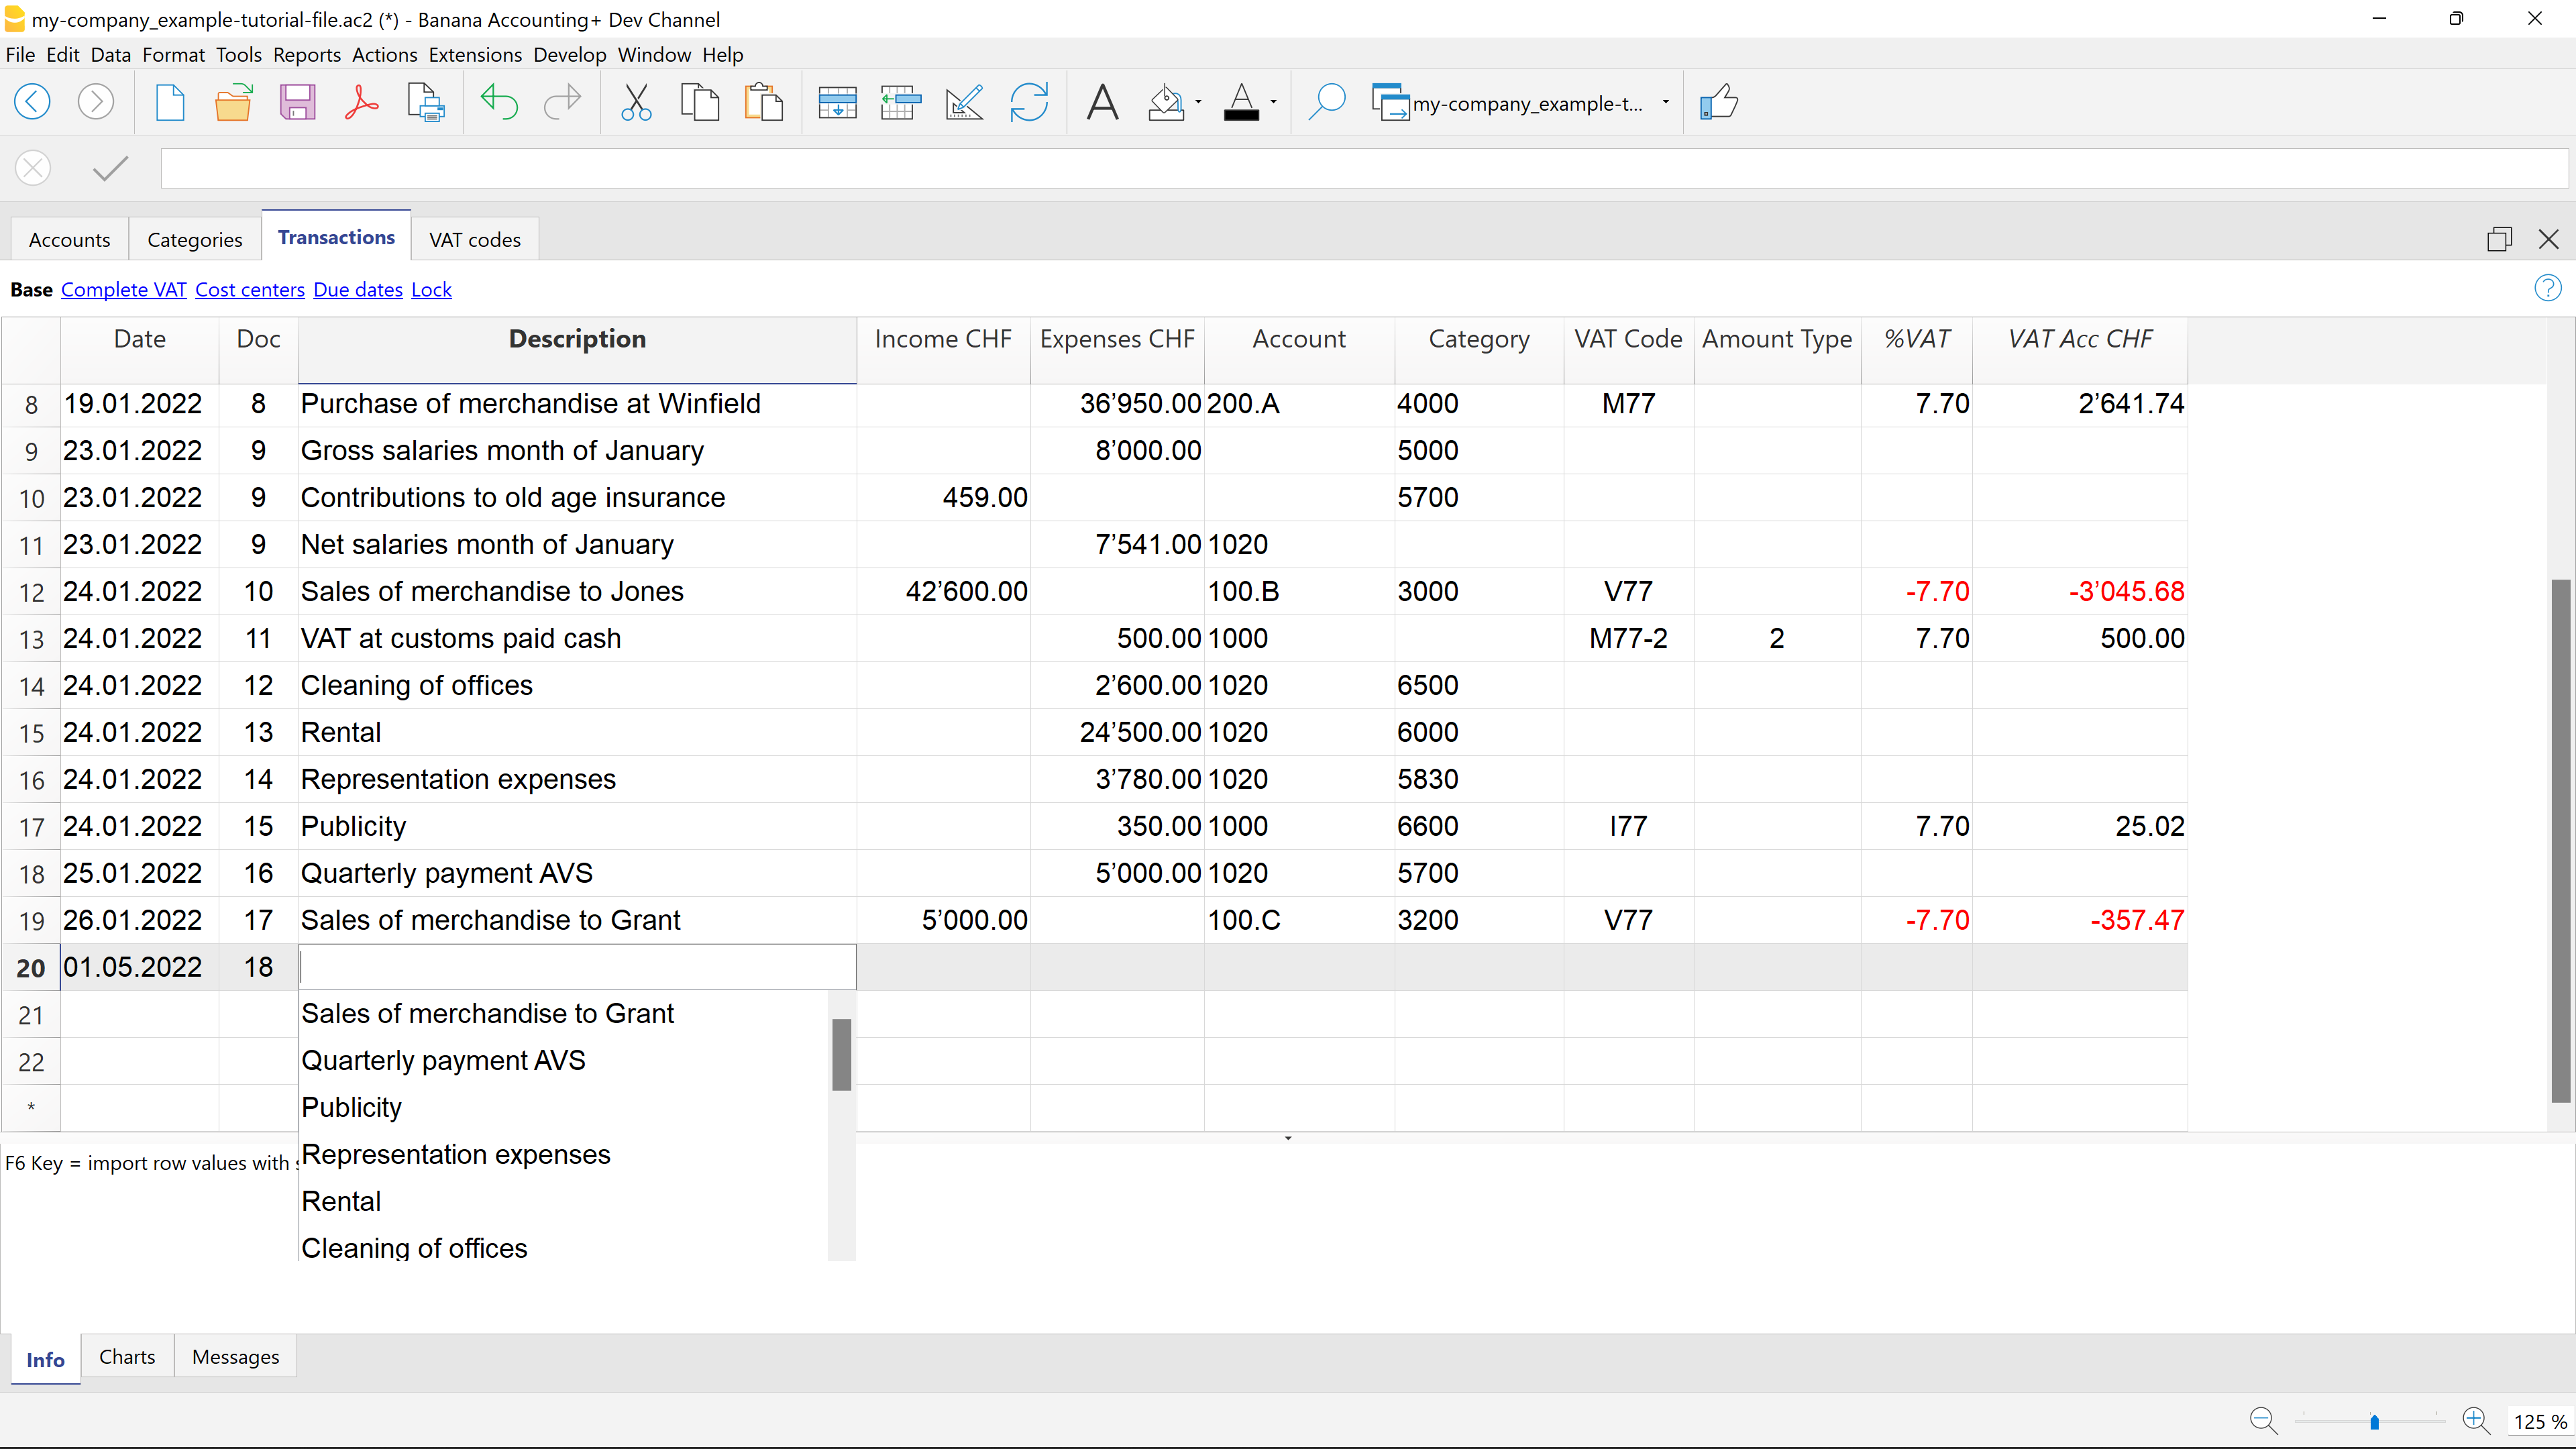 my-company_example-tutorial-file.ac2 (*) - Banana Accounting+ Dev Channel
File Edit Data Format Tools Reports Actions Extensions Develop Window Help
my-company_example-t...
Accounts Categories Transactions VAT codes
Base Complete VAT Cost centers Due dates Lock
Date Doc Description Income CHF Expenses CHF Account Category VAT Code Amount Type %VAT VAT Acc CHF
8 19.01.2022 8 Purchase of merchandise at Winfield 36’950.00 200.A 4000 M77 7.70 2’641.74
9 23.01.2022 9 Gross salaries month of January 8’000.00 5000
10 23.01.2022 9 Contributions to old age insurance 459.00 5700
11 23.01.2022 9 Net salaries month of January 7’541.00 1020
12 24.01.2022 10 Sales of merchandise to Jones 42’600.00 100.B 3000 V77 -7.70 -3’045.68
13 24.01.2022 11 VAT at customs paid cash 500.00 1000 M77-2 2 7.70 500.00
14 24.01.2022 12 Cleaning of offices 2’600.00 1020 6500
15 24.01.2022 13 Rental 24’500.00 1020 6000
16 24.01.2022 14 Representation expenses 3’780.00 1020 5830
17 24.01.2022 15 Publicity 350.00 1000 6600 I77 7.70 25.02
18 25.01.2022 16 Quarterly payment AVS 5’000.00 1020 5700
19 26.01.2022 17 Sales of merchandise to Grant 5’000.00 100.C 3200 V77 -7.70 -357.47
20 01.05.2022 18
21 Sales of merchandise to Grant
22 Quarterly payment AVS
* Publicity
F6 Key = import row values with Representation expenses
Rental
Cleaning of offices
Info Charts Messages
125 %